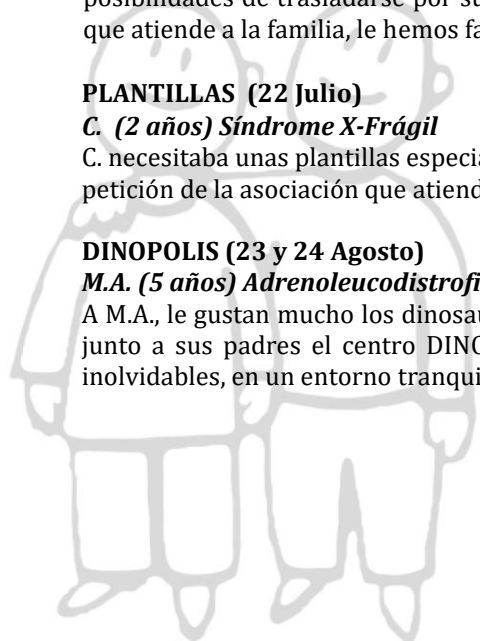 posibilidades de trasladarse por su
que atiende a la familia, le hemos fa
PLANTILLAS (22 Julio)
C. (2 años) Síndrome X-Frágil
C. necesitaba unas plantillas especia
petición de la asociación que atiend
DINOPOLIS (23 y 24 Agosto)
M.A. (5 años) Adrenoleucodistrofi
A M.A., le gustan mucho los dinosau
junto a sus padres el centro DINO
inolvidables, en un entorno tranqui